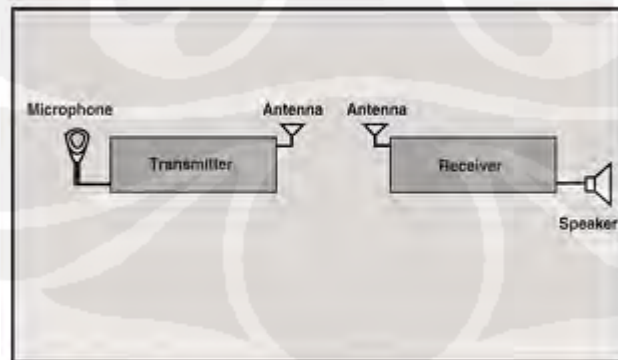 Microphone
Antenna
Antenna
Transmitter
Receiver
Speaker